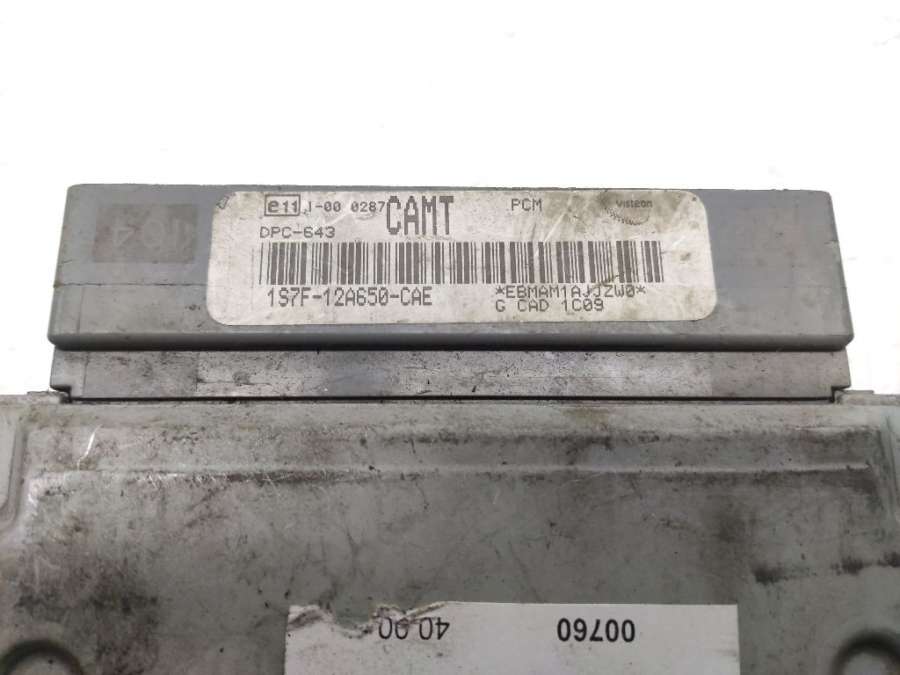 e11 I-00 0287 CAMT PCM Visteon
DPC-643
1S7F-12A650-CAE *EBMAM1AJJZW0*
G CAD 1C09
00760 40.00